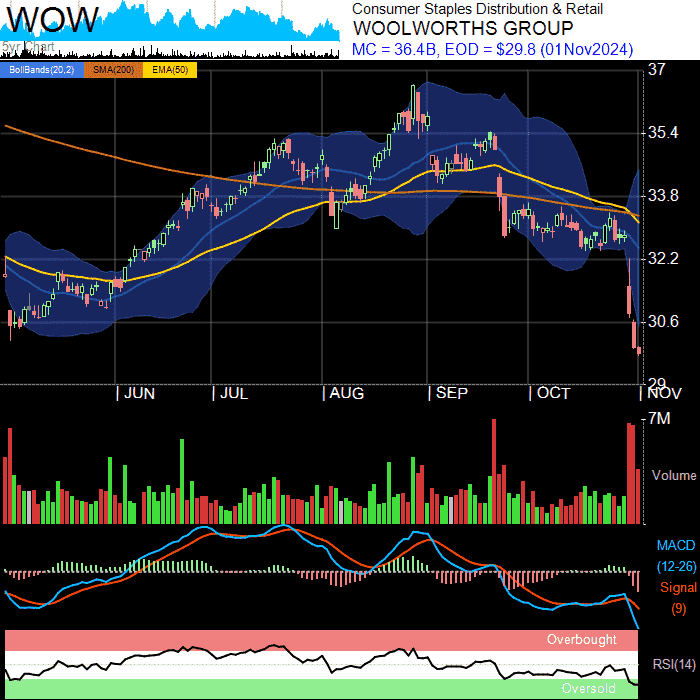 WOW
5yr Chart
Consumer Staples Distribution & Retail
WOOLWORTHS GROUP
MC = 36.4B, EOD = $29.8 (01Nov2024)
BollBands(20,2) SMA(200) EMA(50)
37
35.4
33.8
32.2
30.6
29
JUN JUL AUG SEP OCT NOV
7M
Volume
MACD
(12-26)
Signal
(9)
Overbought
RSI(14)
Oversold